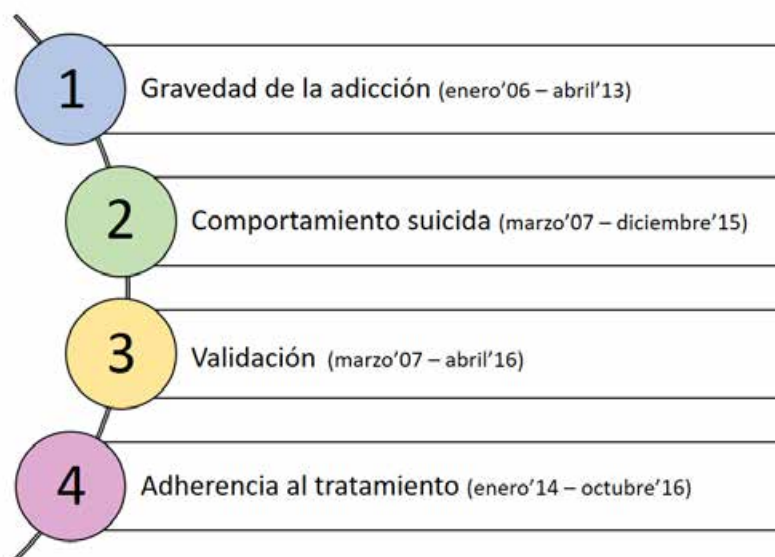 1 Gravedad de la adicción (enero’06 – abril’13)
2 Comportamiento suicida (marzo’07 – diciembre’15)
3 Validación (marzo’07 – abril’16)
4 Adherencia al tratamiento (enero’14 – octubre’16)